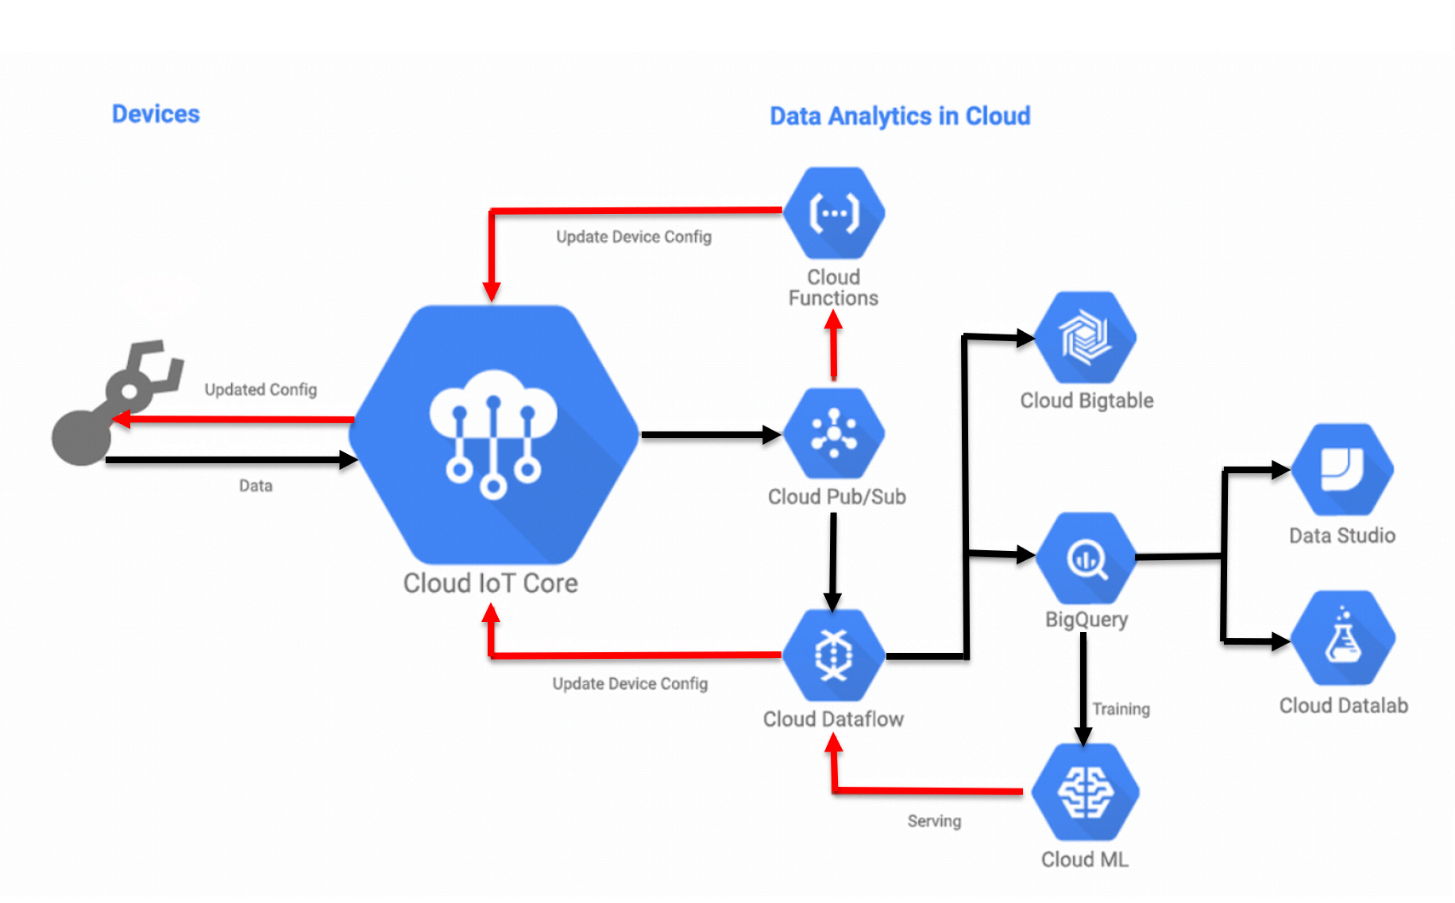 Devices
Data Analytics in Cloud
Update Device Config
Cloud
Functions
Updated Config
Data
Cloud IoT Core
Cloud Pub/Sub
Cloud Bigtable
Data Studio
BigQuery
Update Device Config
Cloud Dataflow
Training
Cloud Datalab
Serving
Cloud ML